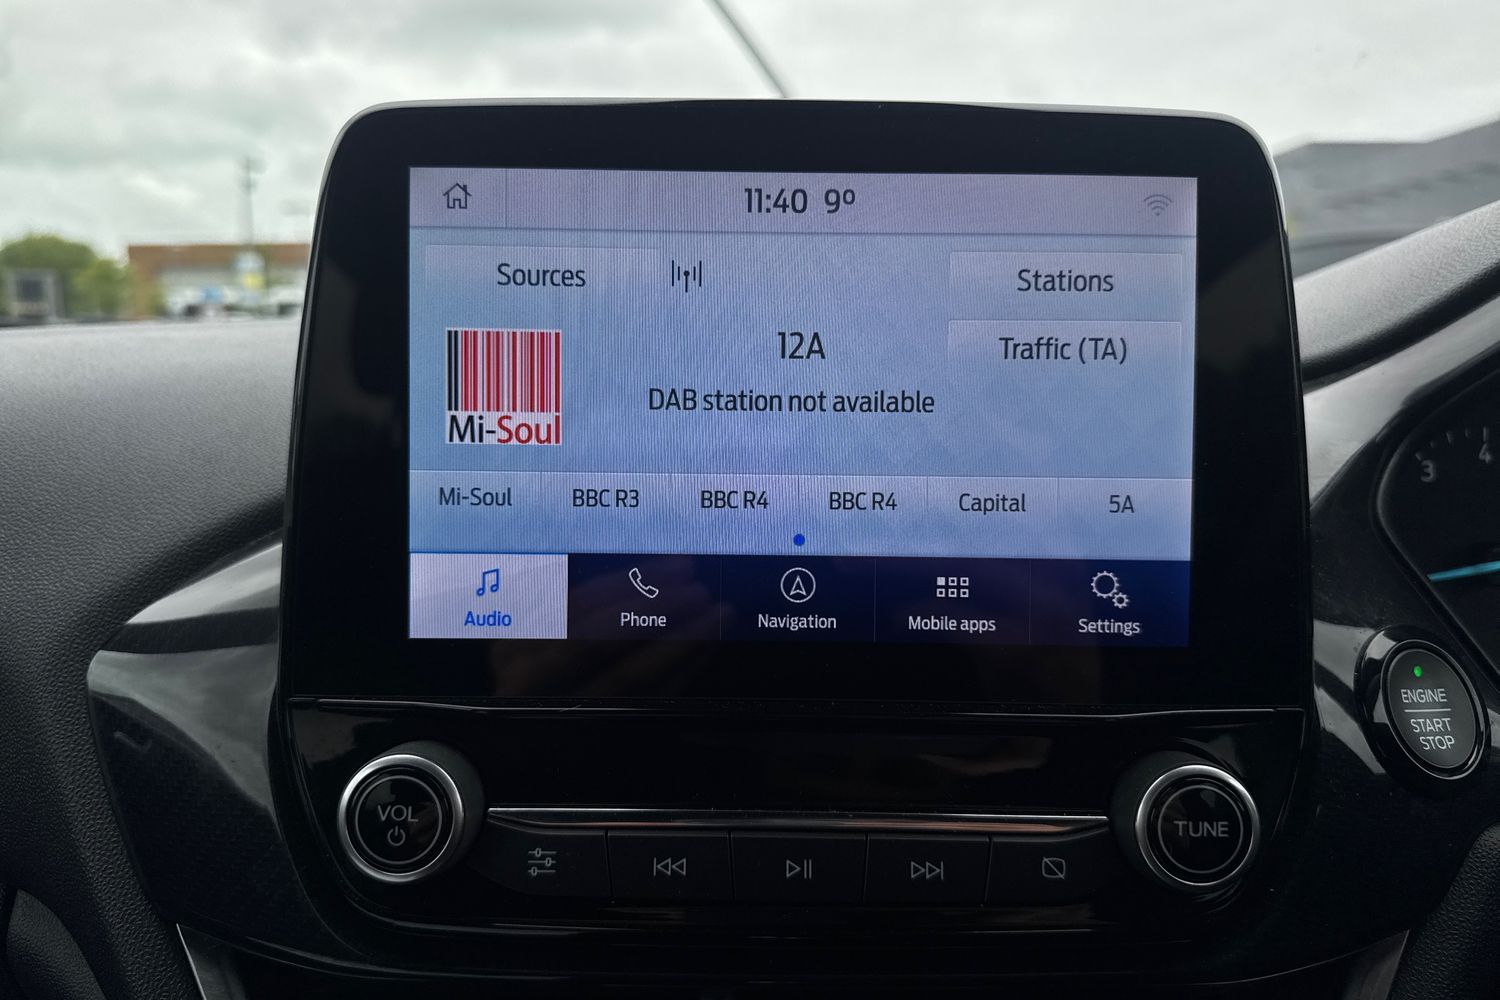 11:40 9º
Sources
Stations
12A
Traffic (TA)
DAB station not available
Mi-Soul
Mi-Soul
BBC R3
BBC R4
BBC R4
Capital
5A
Audio
Phone
Navigation
Mobile apps
Settings
3
4
ENGINE
START
STOP
VOL
TUNE